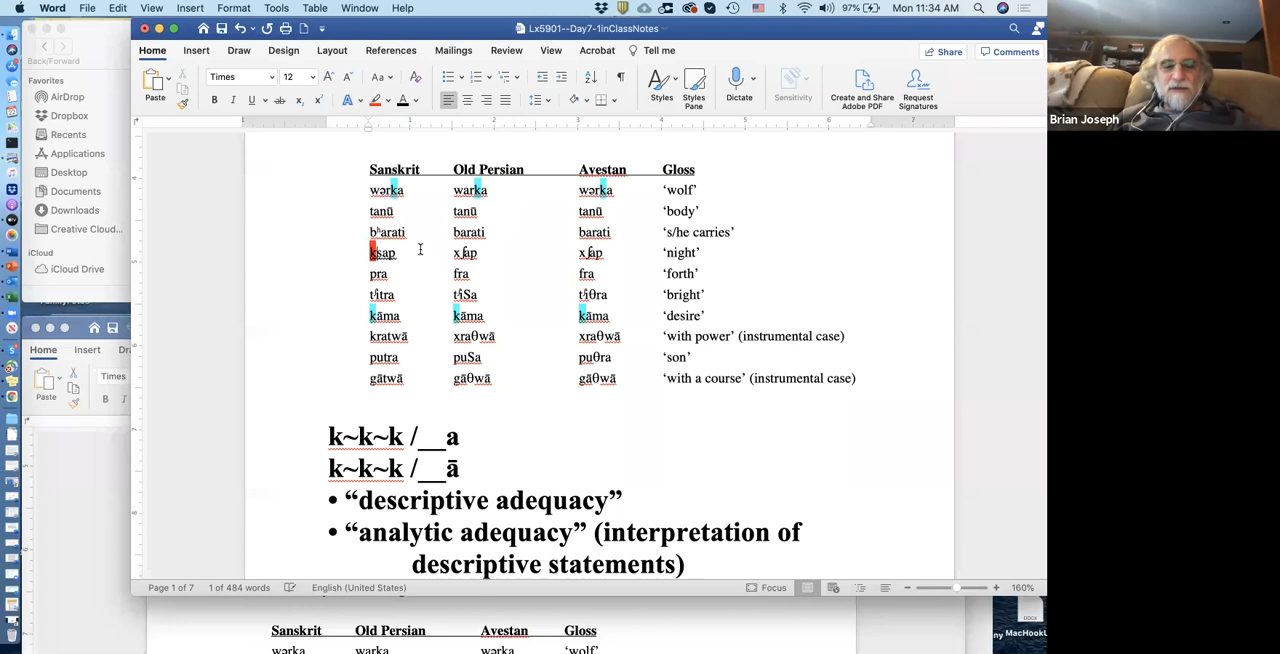 Word File Edit View Insert Format Tools Table Window Help 97% Mon 11:34 AM
Lx5901--Day7-1inClassNotes
Home Insert Draw Design Layout References Mailings Review View Acrobat Tell me Share Comments
Times 12
Paste Styles Styles Pane Dictate Sensitivity Create and Share Adobe PDF Request Signatures
Back/Forward
Favorites
AirDrop
Dropbox
Recents
Applications
Desktop
Documents
Downloads
Creative Cloud...
iCloud
iCloud Drive
Home Insert
Times
Paste B I
Brian Joseph
Sanskrit Old Persian Avestan Gloss
wərka warka wərka ‘wolf’
tanū tanū tanū ‘body’
bʰarati barati barati ‘s/he carries’
kṣap xʃap xʃap ‘night’
pra fra fra ‘forth’
tʃitra tʃiSa tʃiθra ‘bright’
kāma kāma kāma ‘desire’
kratwā xraθwā xraθwā ‘with power’ (instrumental case)
putra puSa puθra ‘son’
gātwā gāθwā gāθwā ‘with a course’ (instrumental case)
k~k~k /__a
k~k~k /__ā
• “descriptive adequacy”
• “analytic adequacy” (interpretation of
descriptive statements)
Page 1 of 7 1 of 484 words English (United States) Focus 160%
Sanskrit Old Persian Avestan Gloss
wərka warka wərka ‘wolf’
DOCX